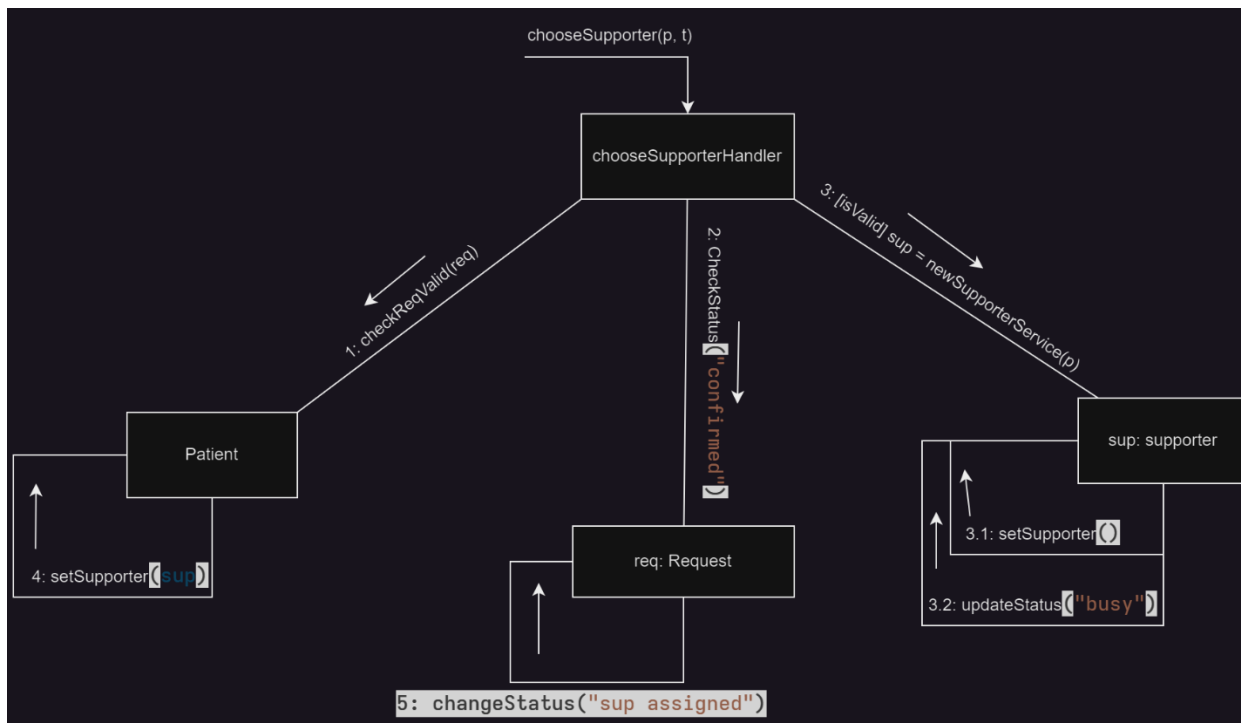 chooseSupporter(p, t)
chooseSupporterHandler
1: checkReqValid(req)
2: CheckStatus("confirmed")
3: [isValid] sup = newSupporterService(p)
Patient
4: setSupporter(sup)
req: Request
5: changeStatus("sup assigned")
sup: supporter
3.1: setSupporter()
3.2: updateStatus("busy")